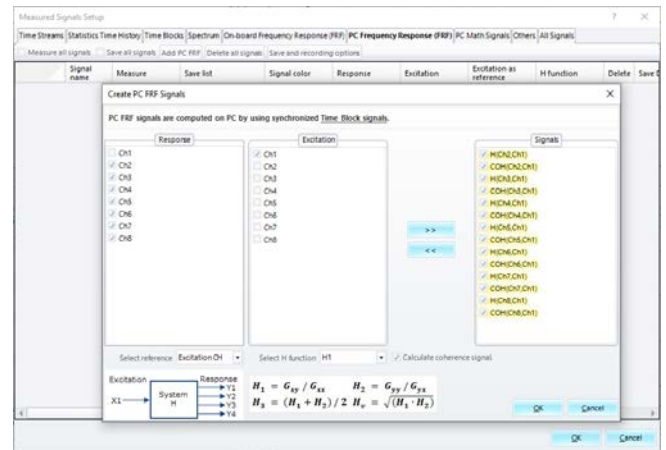 Measured Signals Setup
Time Streams Statistics Time History Time Blocks Spectrum On-board Frequency Response (FRF) PC Frequency Response (FRF) PC Math Signals Others All Signals
Measure all signals Save all signals Add PC FRF Delete all signals Save and recording options
Signal name Measure Save list Signal color Response Excitation Excitation as reference H function Delete Save
Create PC FRF Signals
PC FRF signals are computed on PC by using synchronized Time Block signals.
Response Excitation Signals
Ch1 Ch1 H(Ch2,Ch1)
Ch2 Ch2 COH(Ch2,Ch1)
Ch3 Ch3 H(Ch3,Ch1)
Ch4 Ch4 COH(Ch3,Ch1)
Ch5 Ch5 H(Ch4,Ch1)
Ch6 Ch6 COH(Ch4,Ch1)
Ch7 Ch7 H(Ch5,Ch1)
Ch8 Ch8 COH(Ch5,Ch1)
>>
H(Ch6,Ch1)
<<
COH(Ch6,Ch1)
H(Ch7,Ch1)
COH(Ch7,Ch1)
H(Ch8,Ch1)
COH(Ch8,Ch1)
Select reference Excitation CH Select H function H1 Calculate coherence signal
Excitation Response
X1 System H Y1 Y2 Y3 Y4
H₁ = Gxy / Gxx H₂ = Gyy / Gyx
H₃ = (H₁ + H₂) / 2 Hᵥ = √(H₁ · H₂)
OK Cancel
OK Cancel